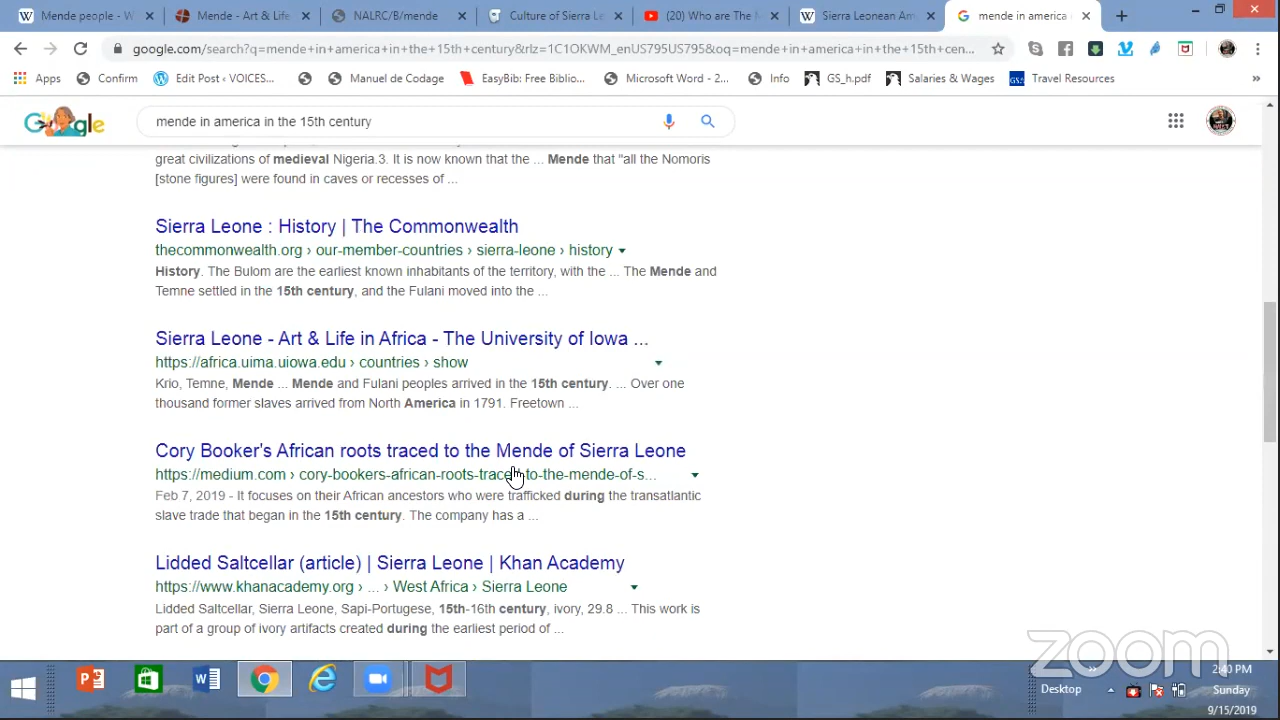 Mende people - W
Mende - Art & Life
NALRC/B/mende
Culture of Sierra Le
(20) Who are The M
Sierra Leonean Am
mende in america
google.com/search?q=mende+in+america+in+the+15th+century&rlz=1C1OKWM_enUS795US795&oq=mende+in+america+in+the+15th+cen...
Apps
Confirm
Edit Post ‹ VOICES...
Manuel de Codage
EasyBib: Free Biblio...
Microsoft Word - 2...
Info
GS_h.pdf
Salaries & Wages
Travel Resources
»
Google
mende in america in the 15th century
great civilizations of medieval Nigeria.3. It is now known that the ... Mende that "all the Nomoris
[stone figures] were found in caves or recesses of ...
Sierra Leone : History | The Commonwealth
thecommonwealth.org › our-member-countries › sierra-leone › history
History. The Bulom are the earliest known inhabitants of the territory, with the ... The Mende and
Temne settled in the 15th century, and the Fulani moved into the ...
Sierra Leone - Art & Life in Africa - The University of Iowa ...
https://africa.uima.uiowa.edu › countries › show
Krio, Temne, Mende ... Mende and Fulani peoples arrived in the 15th century. ... Over one
thousand former slaves arrived from North America in 1791. Freetown ...
Cory Booker's African roots traced to the Mende of Sierra Leone
https://medium.com › cory-bookers-african-roots-traced-to-the-mende-of-s...
Feb 7, 2019 - It focuses on their African ancestors who were trafficked during the transatlantic
slave trade that began in the 15th century. The company has a ...
Lidded Saltcellar (article) | Sierra Leone | Khan Academy
https://www.khanacademy.org › ... › West Africa › Sierra Leone
Lidded Saltcellar, Sierra Leone, Sapi-Portugese, 15th-16th century, ivory, 29.8 ... This work is
part of a group of ivory artifacts created during the earliest period of ...
zoom
Desktop
»
2:40 PM
Sunday
9/15/2019